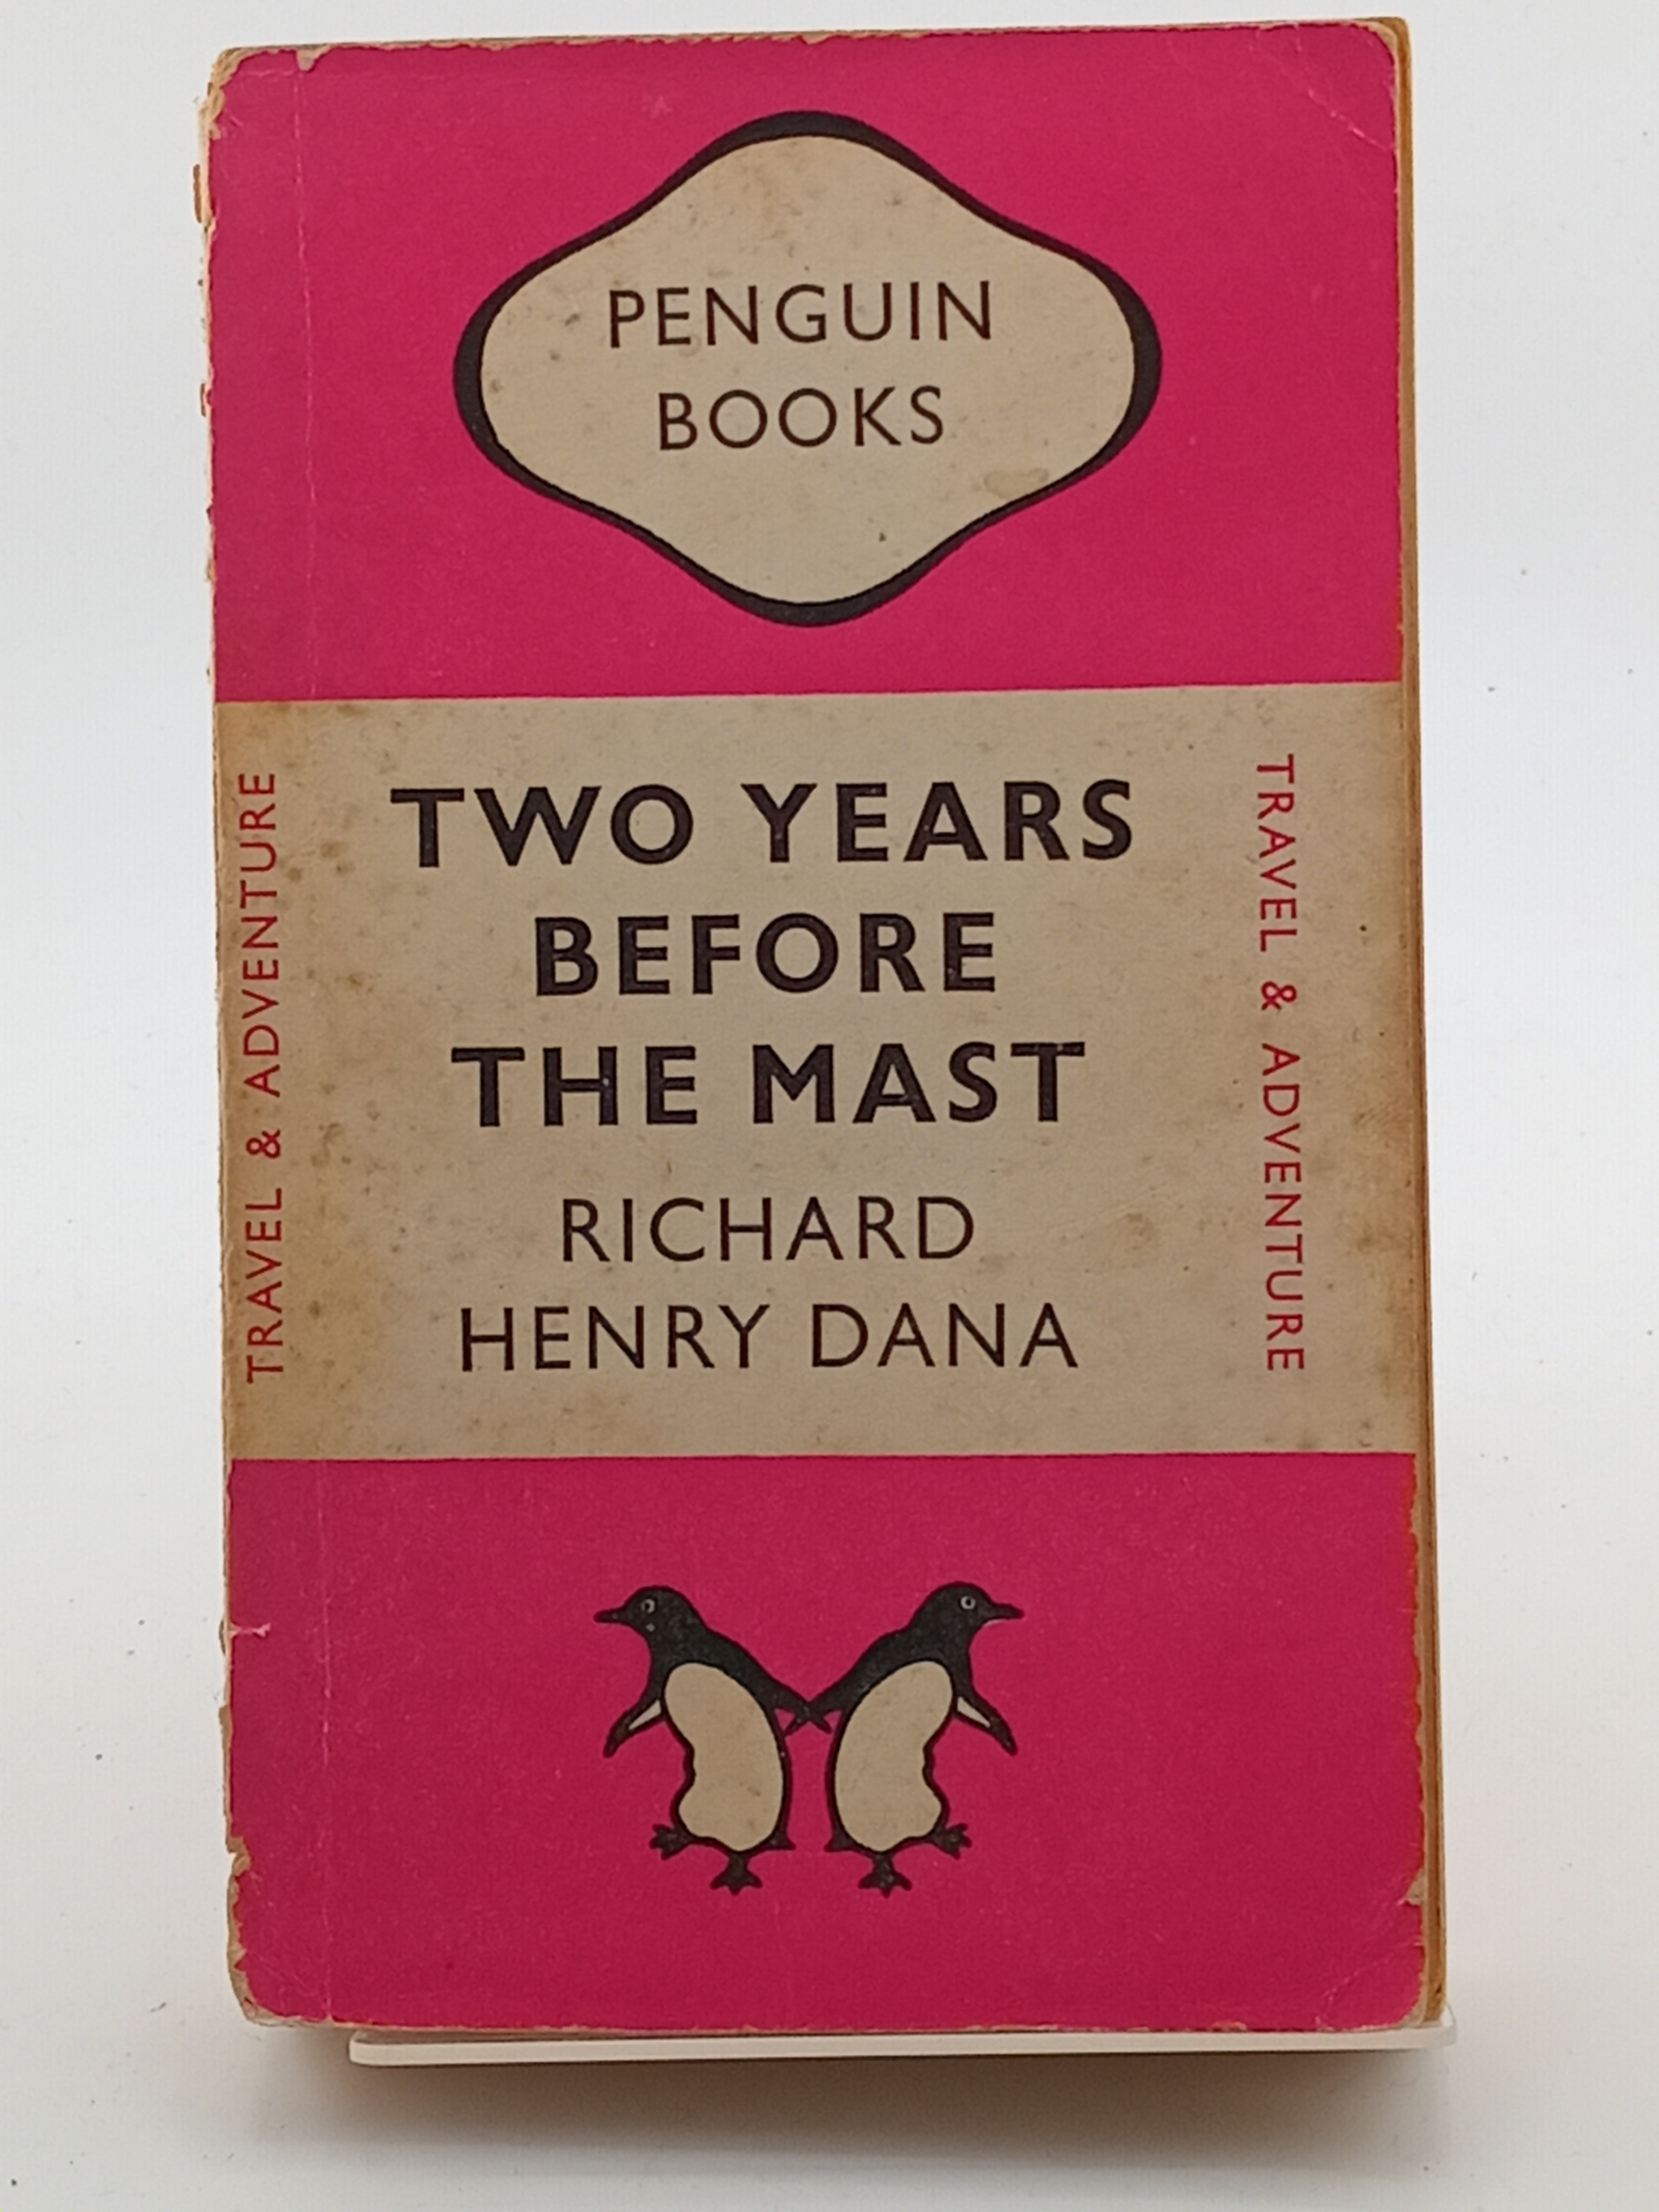 PENGUIN
BOOKS
TRAVEL & ADVENTURE
TWO YEARS
BEFORE
THE MAST
RICHARD
HENRY DANA
TRAVEL & ADVENTURE